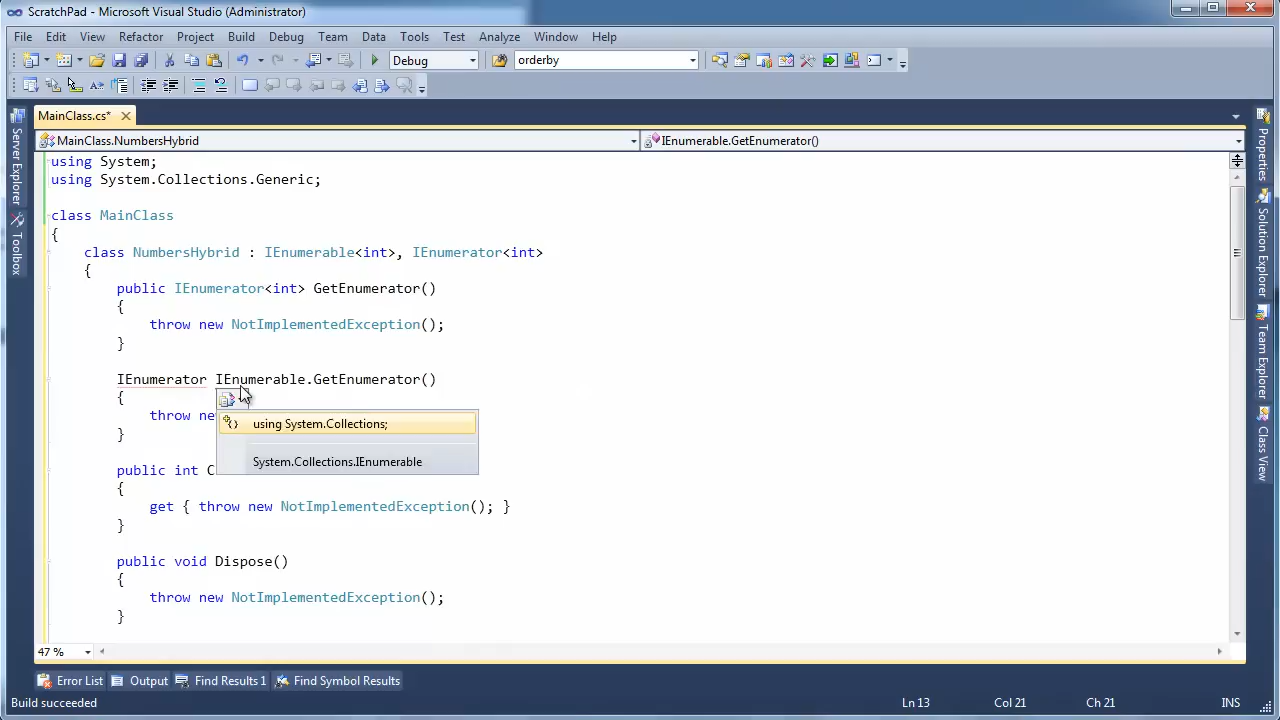 ScratchPad - Microsoft Visual Studio (Administrator)
File Edit View Refactor Project Build Debug Team Data Tools Test Analyze Window Help
Debug orderby
MainClass.cs*
MainClass.NumbersHybrid IEnumerable.GetEnumerator()
using System;
using System.Collections.Generic;
class MainClass
{
class NumbersHybrid : IEnumerable<int>, IEnumerator<int>
{
public IEnumerator<int> GetEnumerator()
{
throw new NotImplementedException();
}
IEnumerator IEnumerable.GetEnumerator()
{
throw ne
}
using System.Collections;
System.Collections.IEnumerable
public int C
{
get { throw new NotImplementedException(); }
}
public void Dispose()
{
throw new NotImplementedException();
}
47 %
Server Explorer
Toolbox
Properties
Solution Explorer
Team Explorer
Class View
Error List Output Find Results 1 Find Symbol Results
Build succeeded Ln 13 Col 21 Ch 21 INS